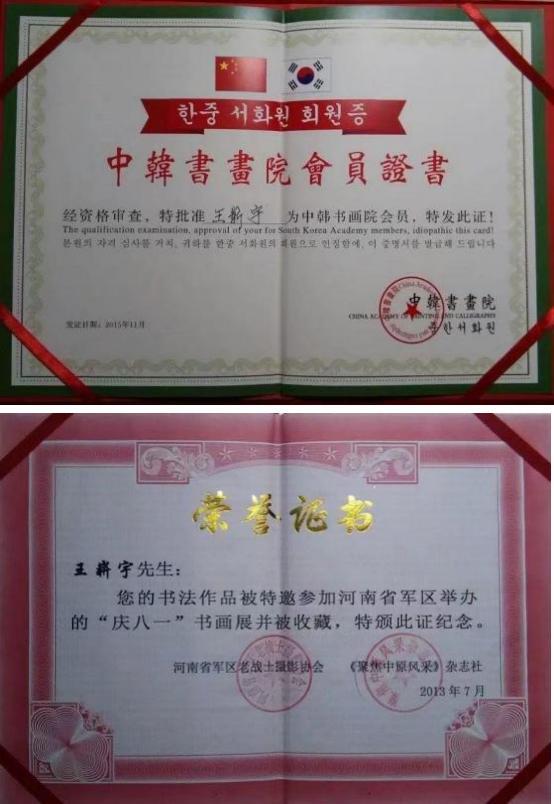 한중 서화원 회원증
中韓書畫院會員證書
经资格审查，特批准 王耕宇 为中韩书画院会员，特发此证！
The qualification examination, approval of your for South Korea Academy members, idiopathic this card!
본원의 자격 심사를 거쳐, 귀하를 한중 서화원의 회원으로 인정함에, 이 증명서를 발급해 드립니다
中韓書畫院
CHINA ACADEMY OF PAINTING AND CALLIGRAPHY
중한서화원
发证日期：2015年11月
荣誉证书
王耕宇先生：
您的书法作品被特邀参加河南省军区举办
的“庆八一”书画展并被收藏，特颁此证纪念。
河南省军区老战士摄影协会 《聚焦中原风采》杂志社
2013年7月